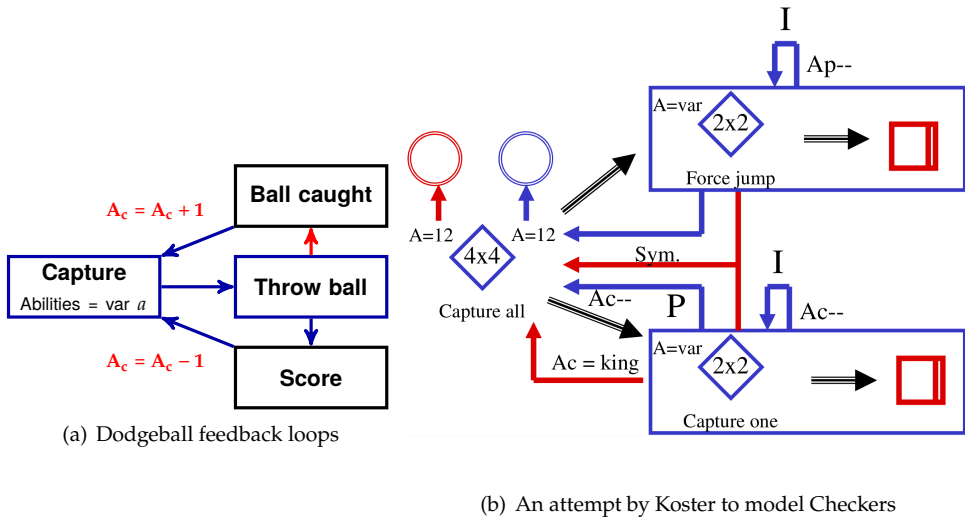 Ball caught
A_c = A_c + 1
Capture
Abilities = var a
Throw ball
A_c = A_c − 1
Score
(a) Dodgeball feedback loops
I
Ap--
A=var
2x2
Force jump
A=12
A=12
4x4
Capture all
Sym.
Ac--
P
I
Ac--
Ac = king
A=var
2x2
Capture one
(b) An attempt by Koster to model Checkers